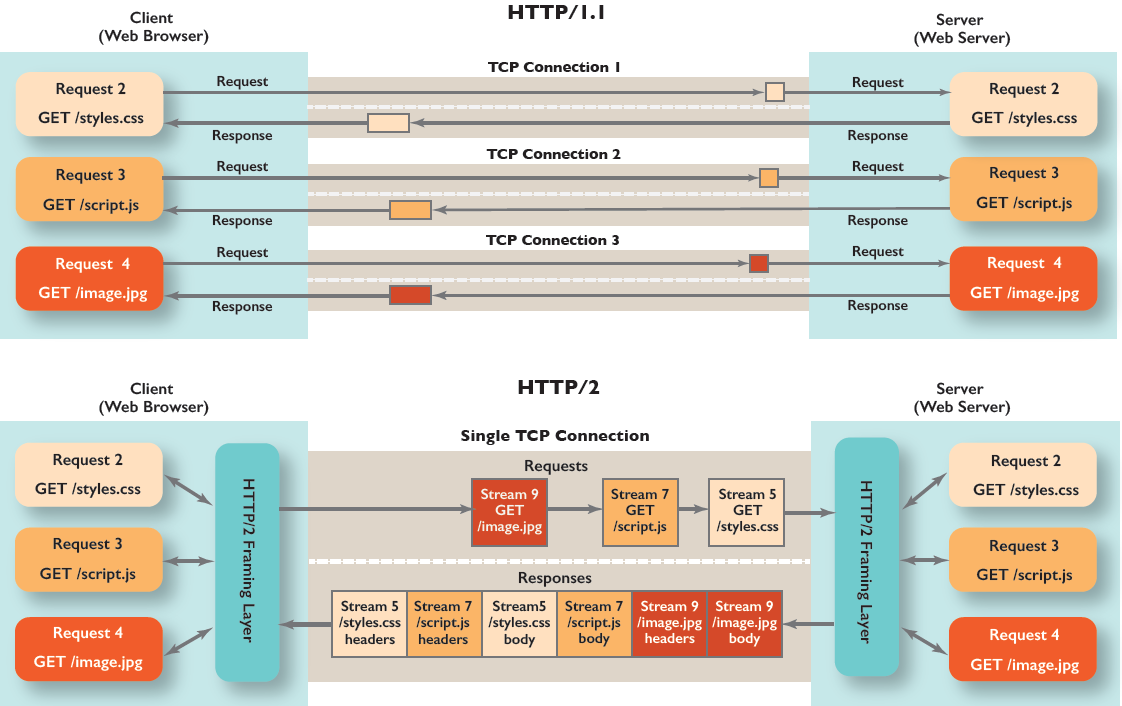 HTTP/1.1
Client
(Web Browser)
Server
(Web Server)
TCP Connection 1
Request 2
GET /styles.css
Request
Response
Request
Response
Request 2
GET /styles.css
TCP Connection 2
Request 3
GET /script.js
Request
Response
Request
Response
Request 3
GET /script.js
TCP Connection 3
Request  4
GET /image.jpg
Request
Response
Request
Response
Request  4
GET /image.jpg
HTTP/2
Client
(Web Browser)
Server
(Web Server)
Single TCP Connection
Request 2
GET /styles.css
Request 3
GET /script.js
Request 4
GET /image.jpg
HTTP/2 Framing Layer
Requests
Stream 9
GET
/image.jpg
Stream 7
GET
/script.js
Stream 5
GET
/styles.css
Responses
Stream 5
/styles.css
headers
Stream 7
/script.js
headers
Stream5
/styles.css
body
Stream 7
/script.js
body
Stream 9
/image.jpg
headers
Stream 9
/image.jpg
body
HTTP/2 Framing Layer
Request 2
GET /styles.css
Request 3
GET /script.js
Request 4
GET /image.jpg